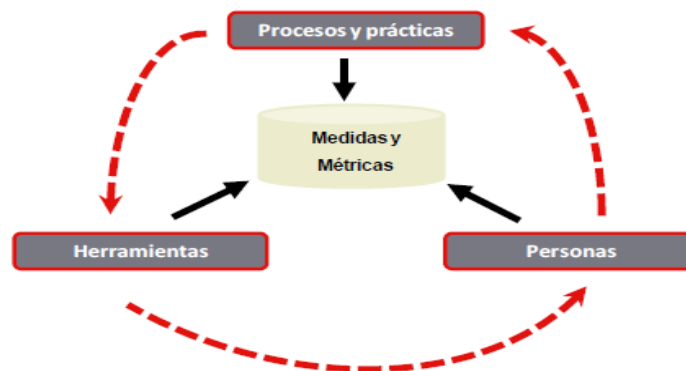 Procesos y prácticas
Medidas y
Métricas
Herramientas
Personas